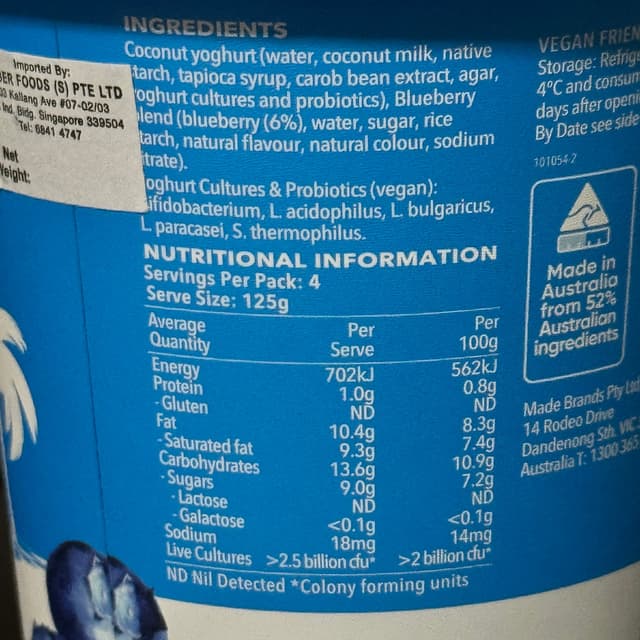 INGREDIENTS
Coconut yoghurt (water, coconut milk, native
tarch, tapioca syrup, carob bean extract, agar,
oghurt cultures and probiotics), Blueberry
lend (blueberry (6%), water, sugar, rice
tarch, natural flavour, natural colour, sodium
itrate).
oghurt Cultures & Probiotics (vegan):
ifidobacterium, L. acidophilus, L. bulgaricus,
L. paracasei, S. thermophilus.
NUTRITIONAL INFORMATION
Servings Per Pack: 4
Serve Size: 125g
Average Quantity Per Serve Per 100g
Energy 702kJ 562kJ
Protein 1.0g 0.8g
- Gluten ND ND
Fat 10.4g 8.3g
- Saturated fat 9.3g 7.4g
Carbohydrates 13.6g 10.9g
- Sugars 9.0g 7.2g
- Lactose ND ND
- Galactose <0.1g <0.1g
Sodium 18mg 14mg
Live Cultures >2.5 billion cfu* >2 billion cfu*
ND Nil Detected *Colony forming units
Imported By:
BER FOODS (S) PTE LTD
Kallang Ave #07-02/03
Ind. Bldg. Singapore 339504
Tel: 6841 4747
Net
Weight:
VEGAN FRIEN
Storage: Refrige
4°C and consum
days after open
By Date see side
101054-2
Made in
Australia
from 52%
Australian
ingredients
Made Brands Pty Ltd
14 Rodeo Drive
Dandenong Sth. VIC
Australia T: 1300 365